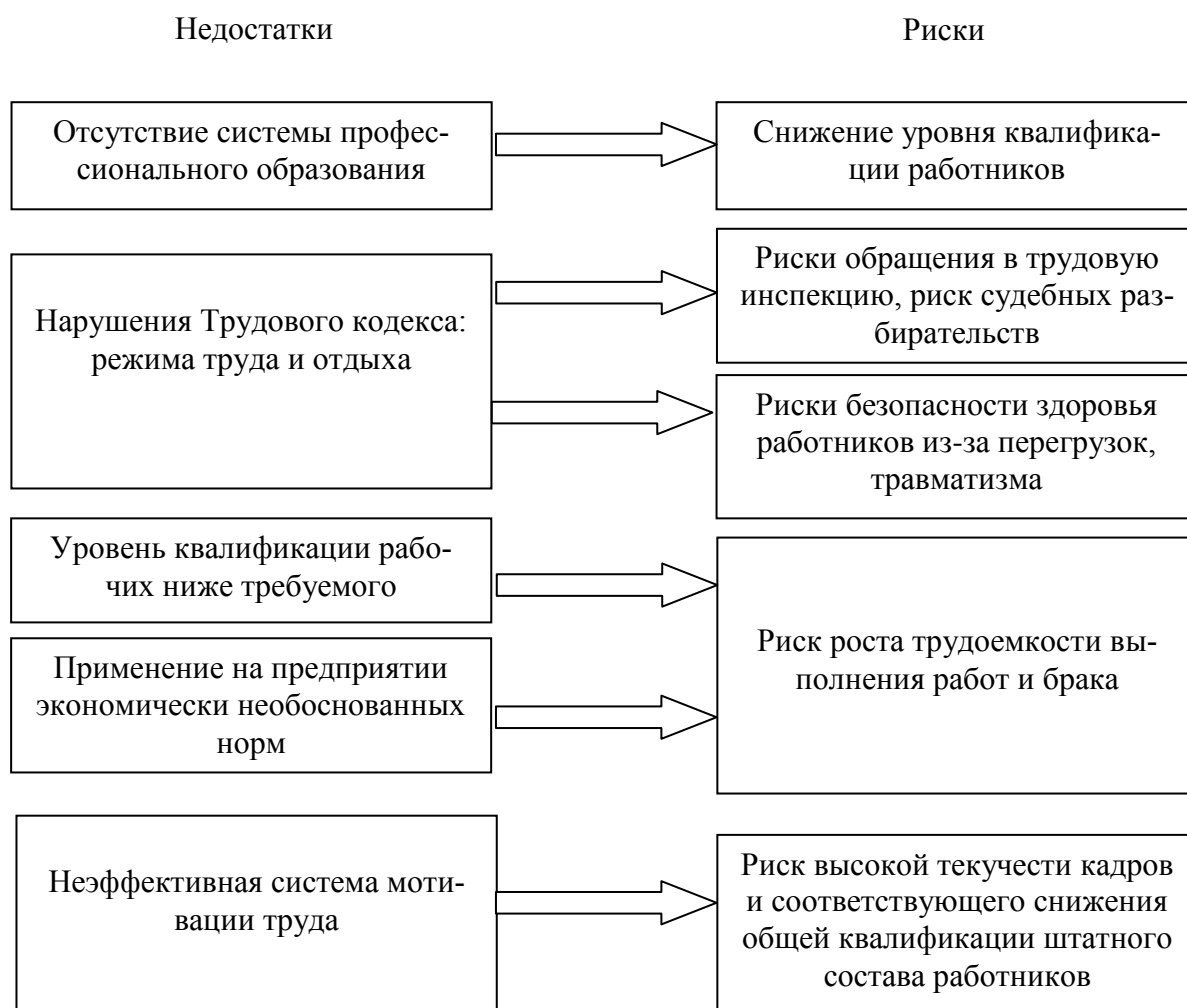 Недостатки
Риски
Отсутствие системы профес-
сионального образования
Снижение уровня квалифика-
ции работников
Нарушения Трудового кодекса:
режима труда и отдыха
Риски обращения в трудовую
инспекцию, риск судебных раз-
бирательств
Риски безопасности здоровья
работников из-за перегрузок,
травматизма
Уровень квалификации рабо-
чих ниже требуемого
Применение на предприятии
экономически необоснованных
норм
Риск роста трудоемкости вы-
полнения работ и брака
Неэффективная система моти-
вации труда
Риск высокой текучести кадров
и соответствующего снижения
общей квалификации штатного
состава работников